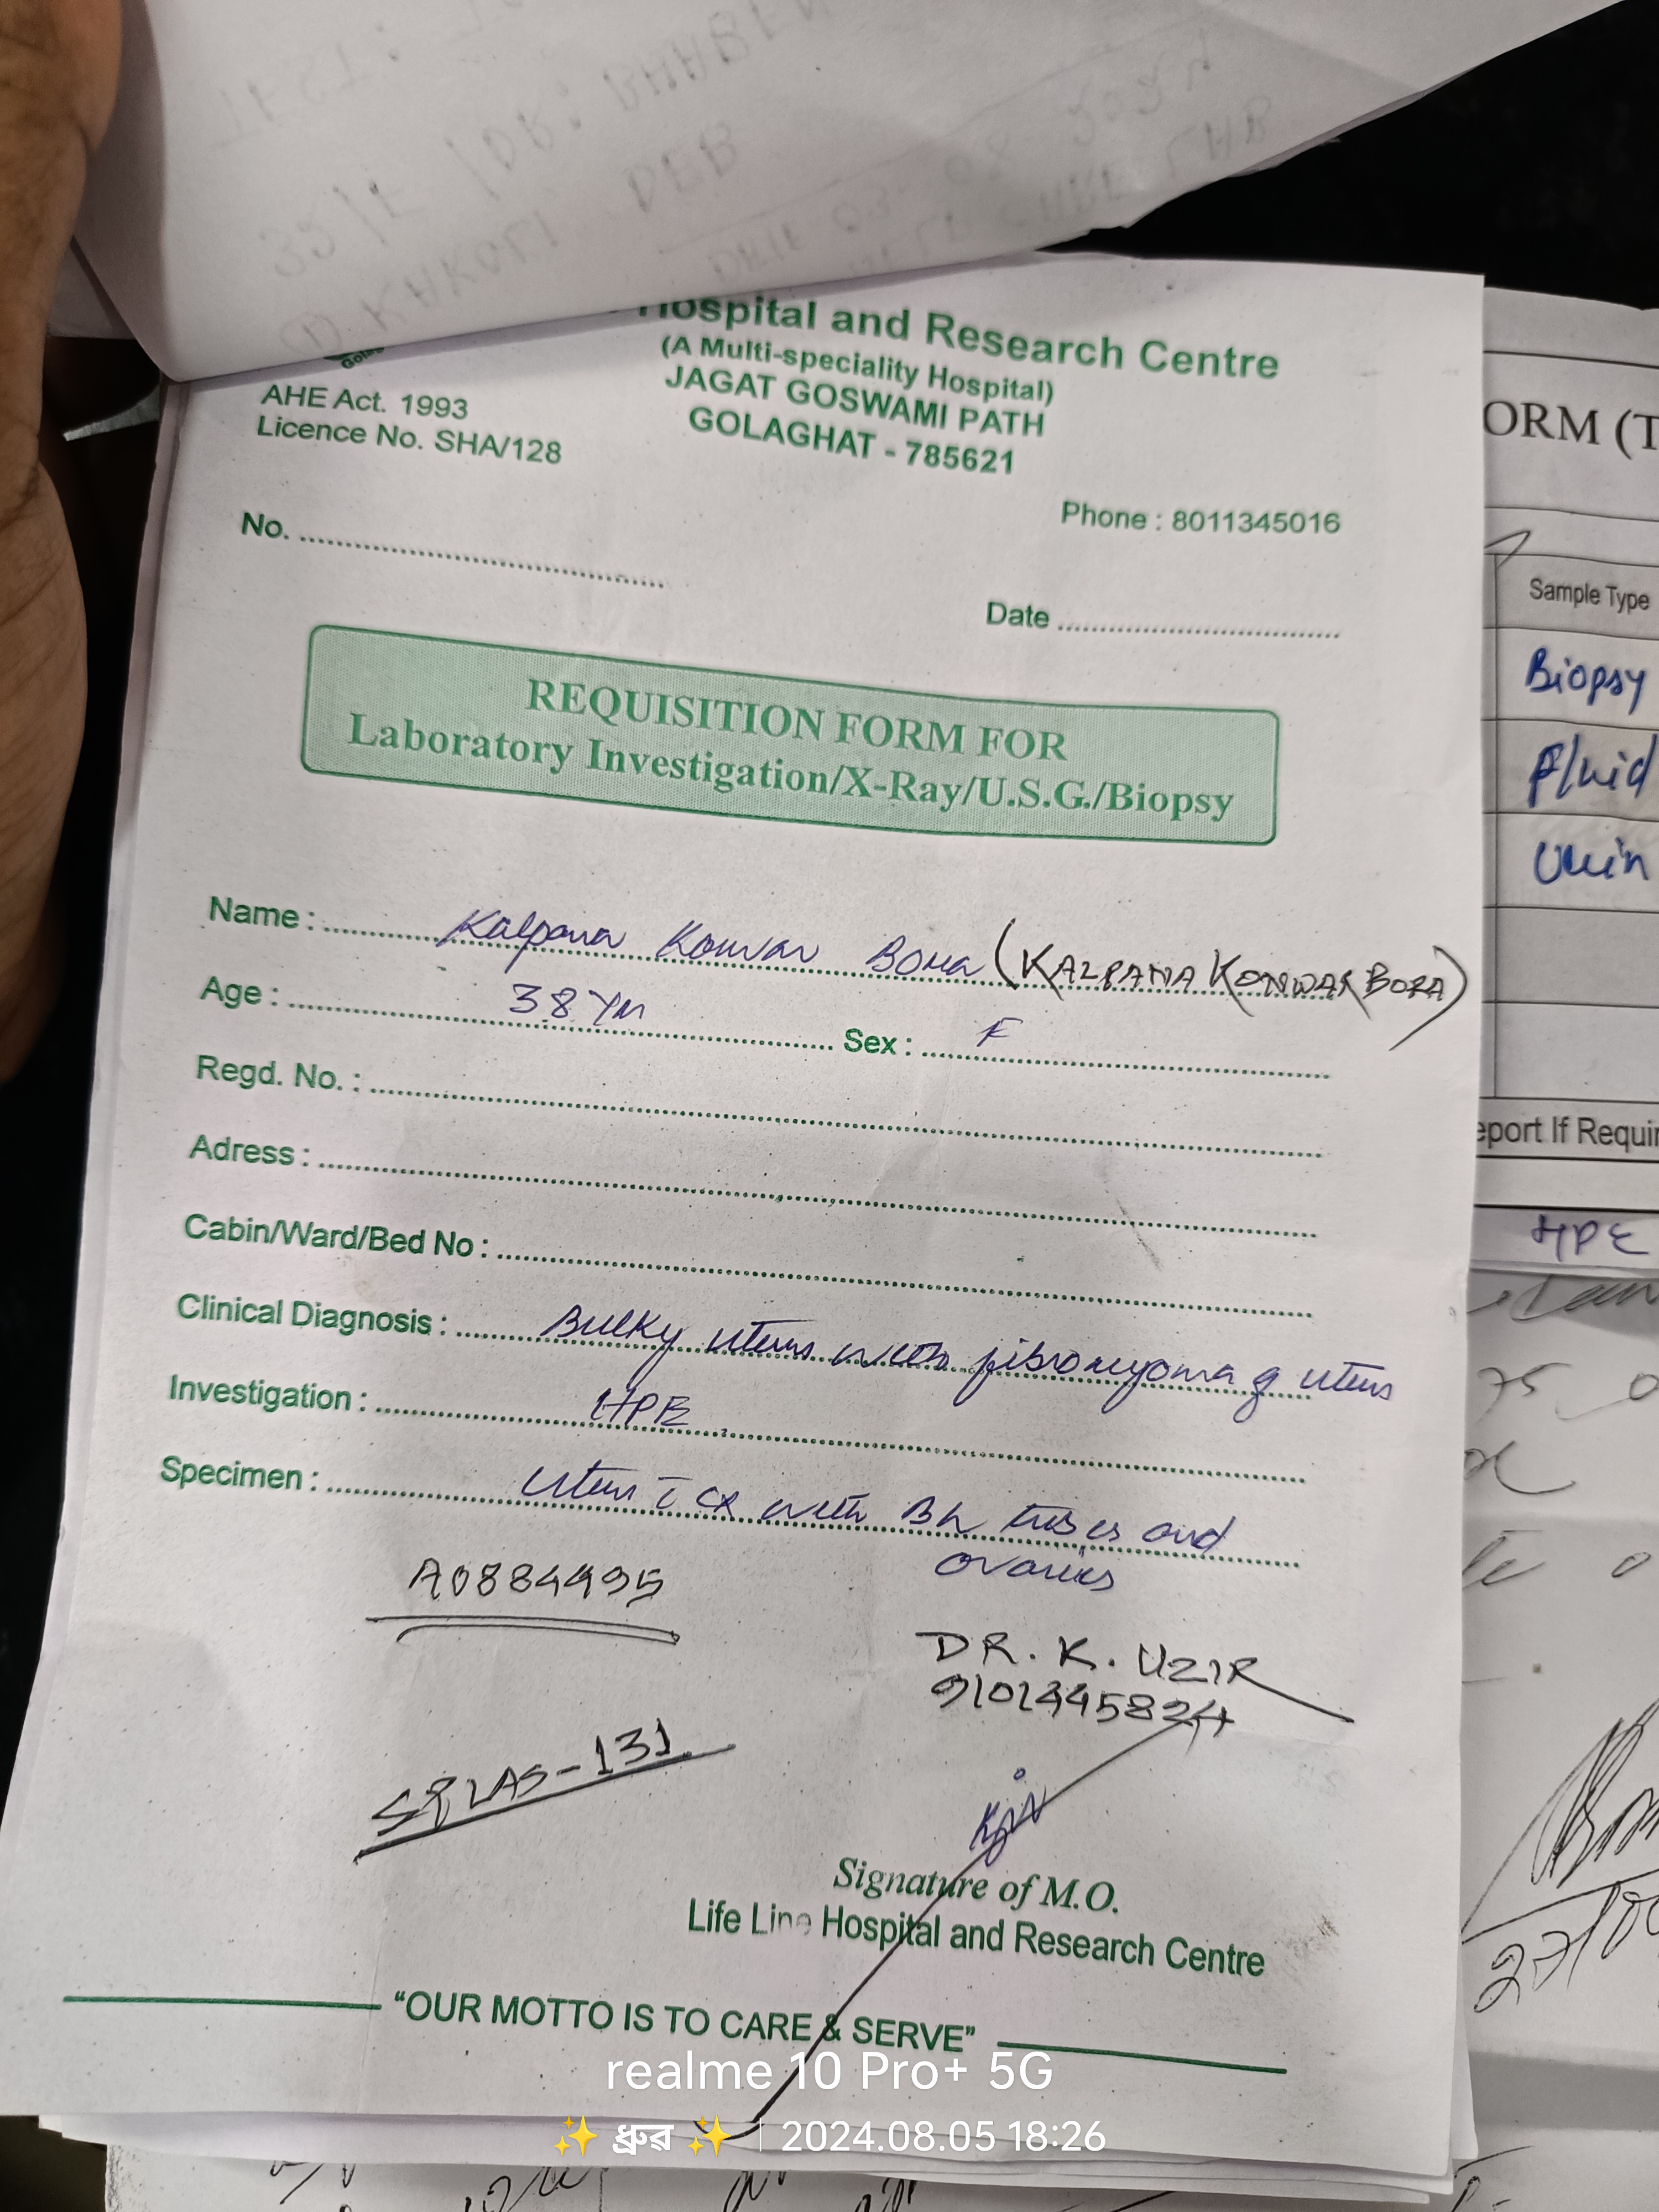 Hospital and Research Centre
(A Multi-speciality Hospital)
JAGAT GOSWAMI PATH
GOLAGHAT - 785621
AHE Act. 1993
Licence No. SHA/128
Phone : 8011345016
No.
Date
REQUISITION FORM FOR
Laboratory Investigation/X-Ray/U.S.G./Biopsy
Name : Kalpana Konwar Bora (KALPANA KONWAR BORA)
Age : 38 Yrs Sex : F
Regd. No. :
Adress :
Cabin/Ward/Bed No :
Clinical Diagnosis : Bulky uterus with fibromyoma of uterus
Investigation : HPE
Specimen : Uterus c̄ cx with B/L tubes and
ovaries
A0884495
DR. K. UZIR
9101445824
SPLAS-131
Signature of M.O.
Life Line Hospital and Research Centre
"OUR MOTTO IS TO CARE & SERVE"
ORM (T
Sample Type
Biopsy
Fluid
Urin
eport If Requir
HPE
realme 10 Pro+ 5G
✨ ধ্ৰুৱ ✨ | 2024.08.05 18:26